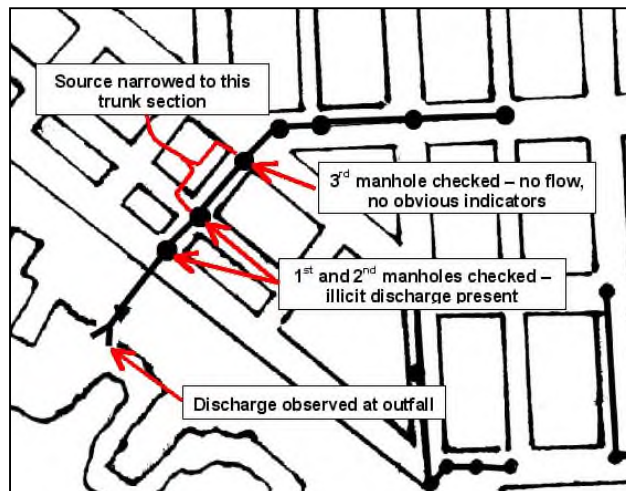 Source narrowed to this
trunk section
3rd manhole checked – no flow,
no obvious indicators
1st and 2nd manholes checked –
illicit discharge present
Discharge observed at outfall